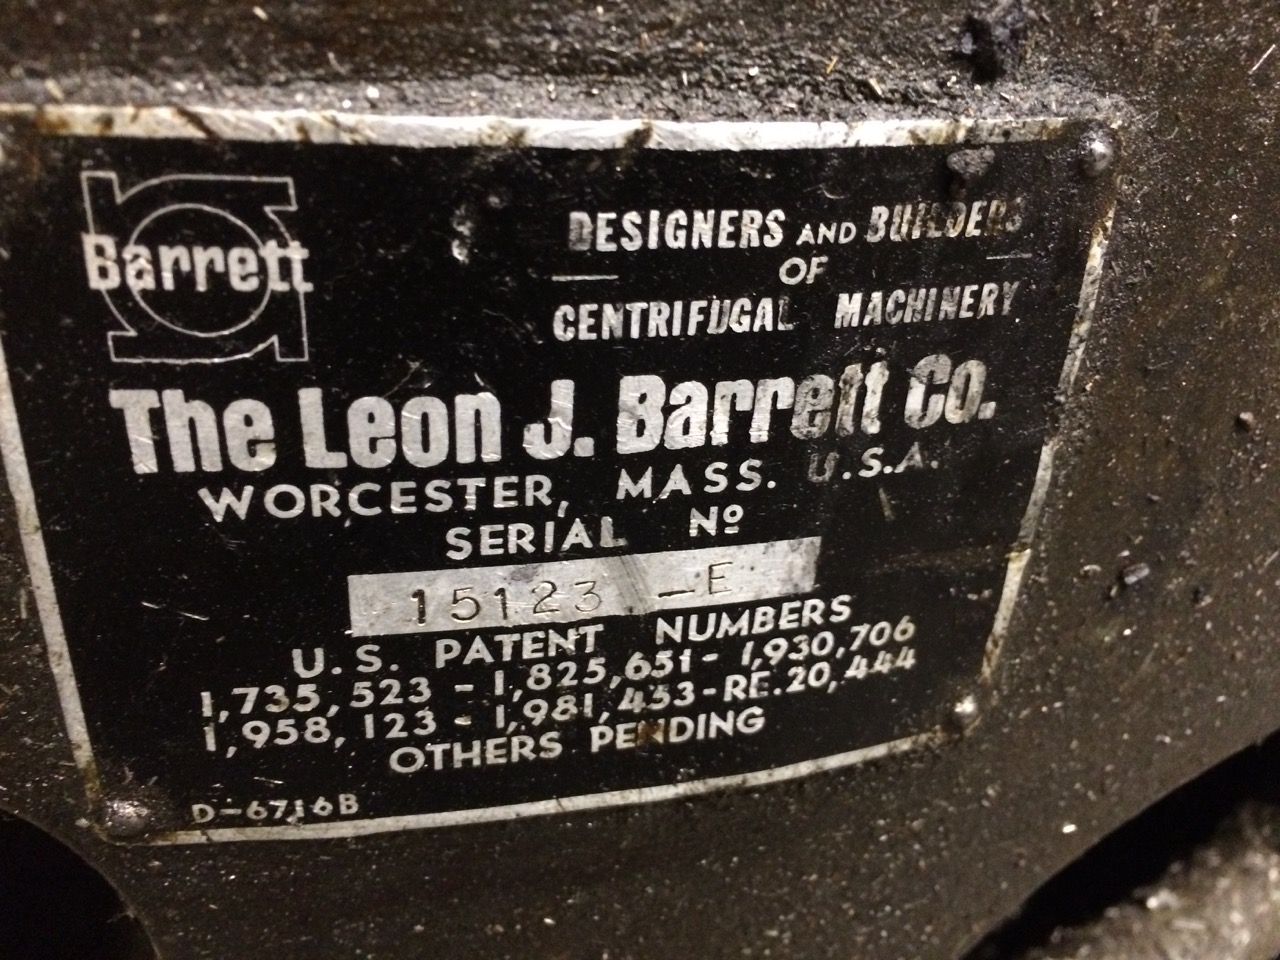 Barrett
DESIGNERS AND BUILDERS
OF
CENTRIFUGAL MACHINERY
The Leon J. Barrett Co.
WORCESTER, MASS. U.S.A.
SERIAL Nº
15123 - E
U.S. PATENT NUMBERS
1,735,523 - 1,825,651 - 1,930,706
1,958,123 - 1,981,453 - RE.20,444
OTHERS PENDING
D-6716B